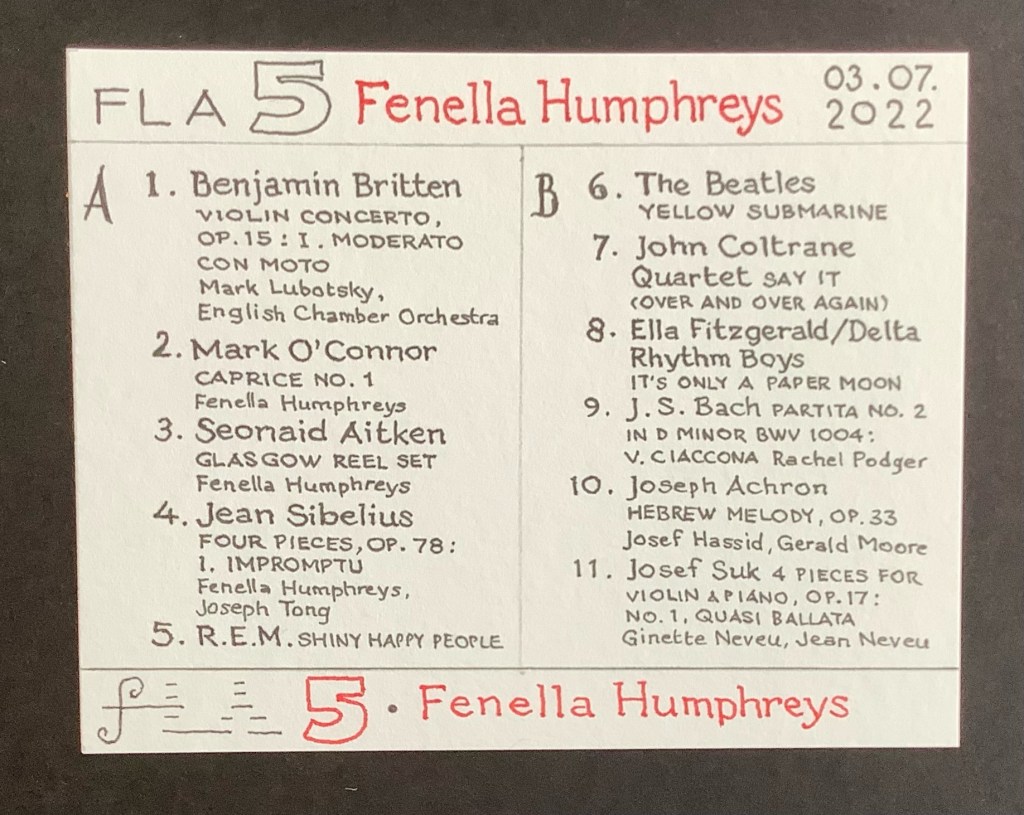 FLA 5 Fenella Humphreys 03.07.
2022
A 1. Benjamin Britten
VIOLIN CONCERTO,
OP.15 : I. MODERATO
CON MOTO
Mark Lubotsky,
English Chamber Orchestra
2. Mark O'Connor
CAPRICE NO. 1
Fenella Humphreys
3. Seonaid Aitken
GLASGOW REEL SET
Fenella Humphreys
4. Jean Sibelius
FOUR PIECES, OP. 78 :
I. IMPROMPTU
Fenella Humphreys,
Joseph Tong
5. R.E.M. SHINY HAPPY PEOPLE
B 6. The Beatles
YELLOW SUBMARINE
7. John Coltrane
Quartet SAY IT
(OVER AND OVER AGAIN)
8. Ella Fitzgerald/Delta
Rhythm Boys
IT'S ONLY A PAPER MOON
9. J.S. Bach PARTITA NO. 2
IN D MINOR BWV 1004 :
V. CIACCONA Rachel Podger
10. Joseph Achron
HEBREW MELODY, OP. 33
Josef Hassid, Gerald Moore
11. Josef Suk 4 PIECES FOR
VIOLIN & PIANO, OP. 17 :
NO. 1, QUASI BALLATA
Ginette Neveu, Jean Neveu
5 · Fenella Humphreys